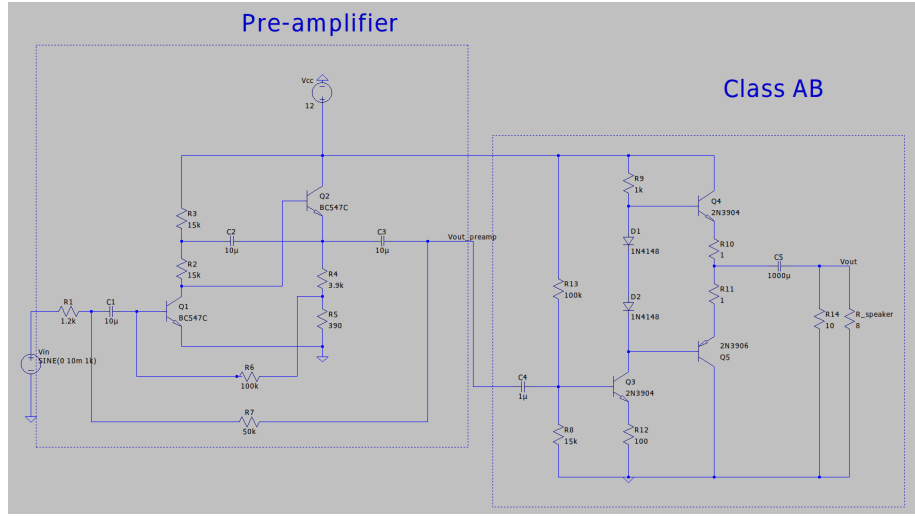 Pre-amplifier
Class AB
Vcc
12
Q2
BC547C
R3
15k
C2
10µ
C3
10µ
Vout_preamp
R2
15k
R4
3.9k
R1
1.2k
C1
10µ
Q1
BC547C
R5
390
Vin
SINE(0 10m 1k)
R6
100k
R7
50k
R9
1k
Q4
2N3904
D1
1N4148
R10
1
C5
1000µ
Vout
R13
100k
D2
1N4148
R11
1
R14
10
R_speaker
8
2N3906
Q5
C4
1µ
Q3
2N3904
R8
15k
R12
100